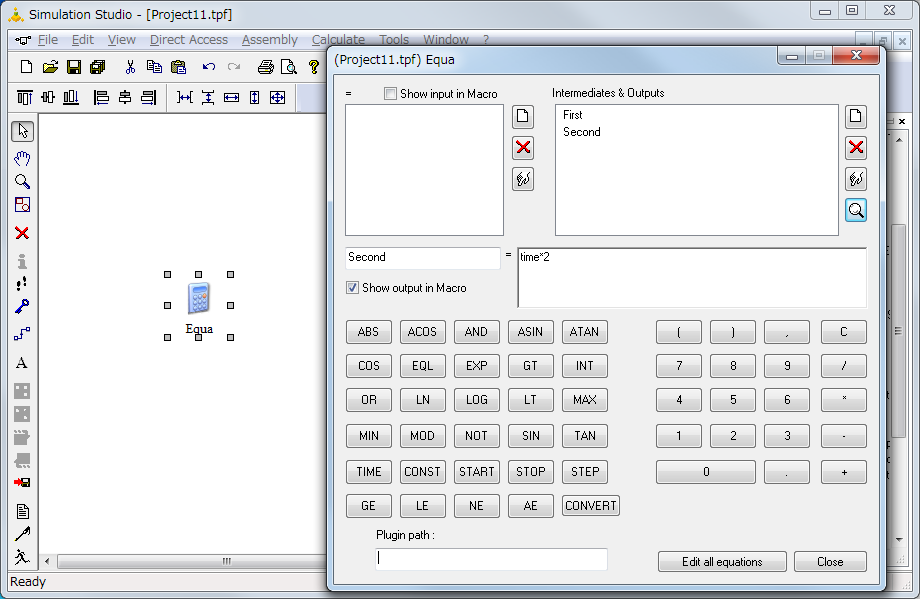 Simulation Studio - [Project11.tpf]
File Edit View Direct Access Assembly Calculate Tools Window ?
(Project11.tpf) Equa
= Show input in Macro
Intermediates & Outputs
First
Second
Second = time*2
Show output in Macro
Equa
ABS ACOS AND ASIN ATAN ( ) , C
COS EQL EXP GT INT 7 8 9 /
OR LN LOG LT MAX 4 5 6 *
MIN MOD NOT SIN TAN 1 2 3 -
TIME CONST START STOP STEP 0 . +
GE LE NE AE CONVERT
Plugin path :
Edit all equations Close
Ready